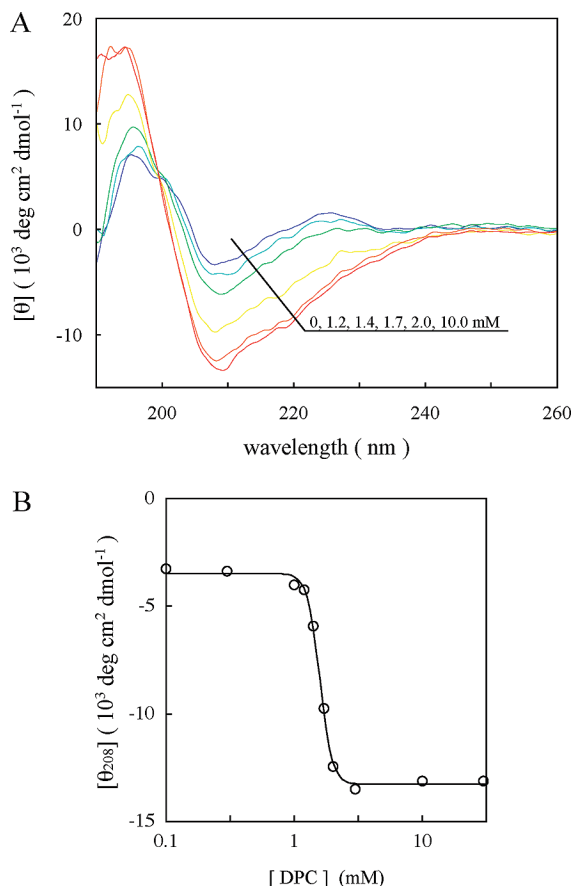 A
20
10
0
-10
[θ] ( 10³ deg cm² dmol⁻¹ )
0, 1.2, 1.4, 1.7, 2.0, 10.0 mM
200
220
240
260
wavelength ( nm )
B
0
-5
-10
-15
[θ₂₀₈] ( 10³ deg cm² dmol⁻¹ )
0.1
1
10
[ DPC ] (mM)